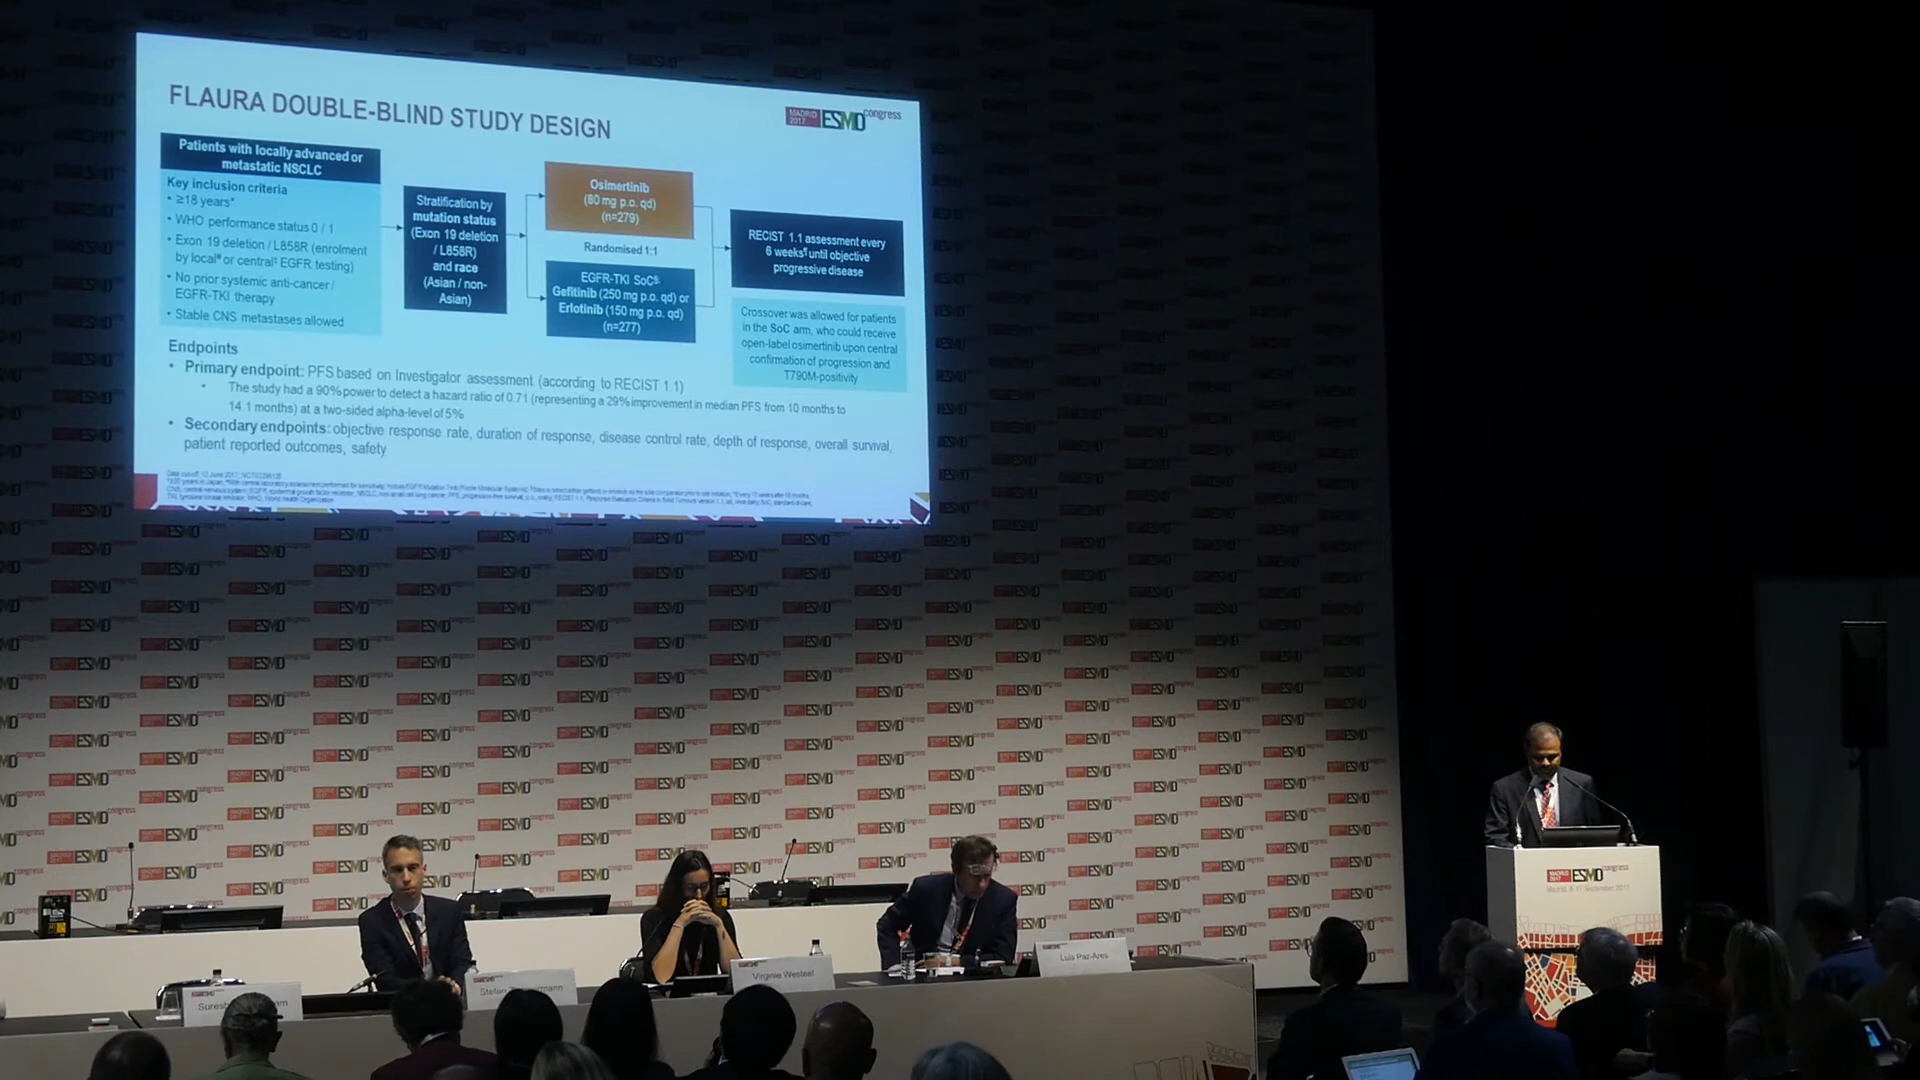 FLAURA DOUBLE-BLIND STUDY DESIGN
MADRID 2017 ESMO congress
Patients with locally advanced or
metastatic NSCLC
Key inclusion criteria
• ≥18 years*
• WHO performance status 0 / 1
• Exon 19 deletion / L858R (enrolment
by local# or central‡ EGFR testing)
• No prior systemic anti-cancer /
EGFR-TKI therapy
• Stable CNS metastases allowed
Stratification by
mutation status
(Exon 19 deletion
/ L858R)
and race
(Asian / non-
Asian)
Osimertinib
(80 mg p.o. qd)
(n=279)
Randomised 1:1
EGFR-TKI SoC§;
Gefitinib (250 mg p.o. qd) or
Erlotinib (150 mg p.o. qd)
(n=277)
RECIST 1.1 assessment every
6 weeks¶ until objective
progressive disease
Crossover was allowed for patients
in the SoC arm, who could receive
open-label osimertinib upon central
confirmation of progression and
T790M-positivity
Endpoints
• Primary endpoint: PFS based on Investigator assessment (according to RECIST 1.1)
• The study had a 90% power to detect a hazard ratio of 0.71 (representing a 29% improvement in median PFS from 10 months to
14.1 months) at a two-sided alpha-level of 5%
• Secondary endpoints: objective response rate, duration of response, disease control rate, depth of response, overall survival,
patient reported outcomes, safety
MADRID 2017 ESMO congress
Madrid, 8-11 September 2017
Luis Paz-Ares
Virginie Westeel
Stefan